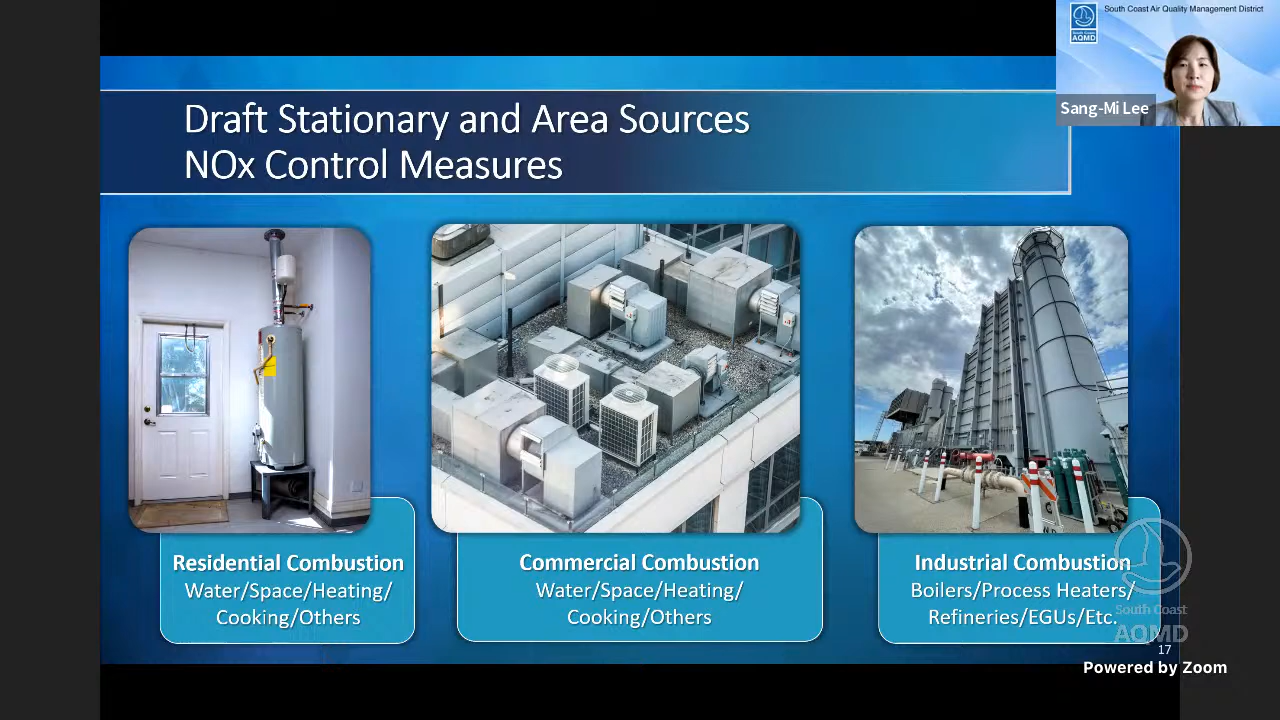 South Coast Air Quality Management District
South Coast
AQMD
Sang-Mi Lee
Draft Stationary and Area Sources
NOx Control Measures
Residential Combustion
Water/Space/Heating/
Cooking/Others
Commercial Combustion
Water/Space/Heating/
Cooking/Others
Industrial Combustion
Boilers/Process Heaters/
Refineries/EGUs/Etc.
South Coast
AQMD
17
Powered by Zoom